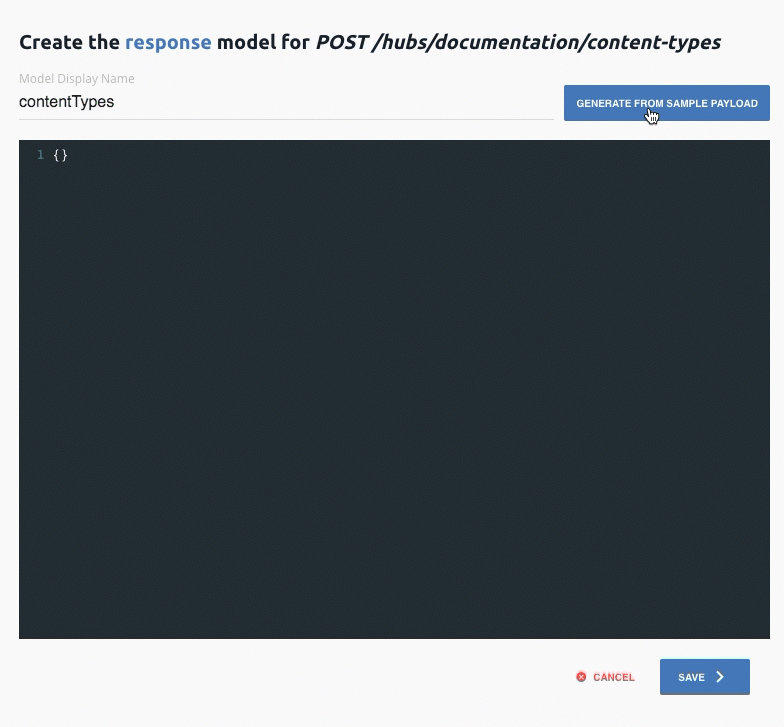 Create the response model for POST /hubs/documentation/content-types
Model Display Name
contentTypes
GENERATE FROM SAMPLE PAYLOAD
1 {}
CANCEL
SAVE